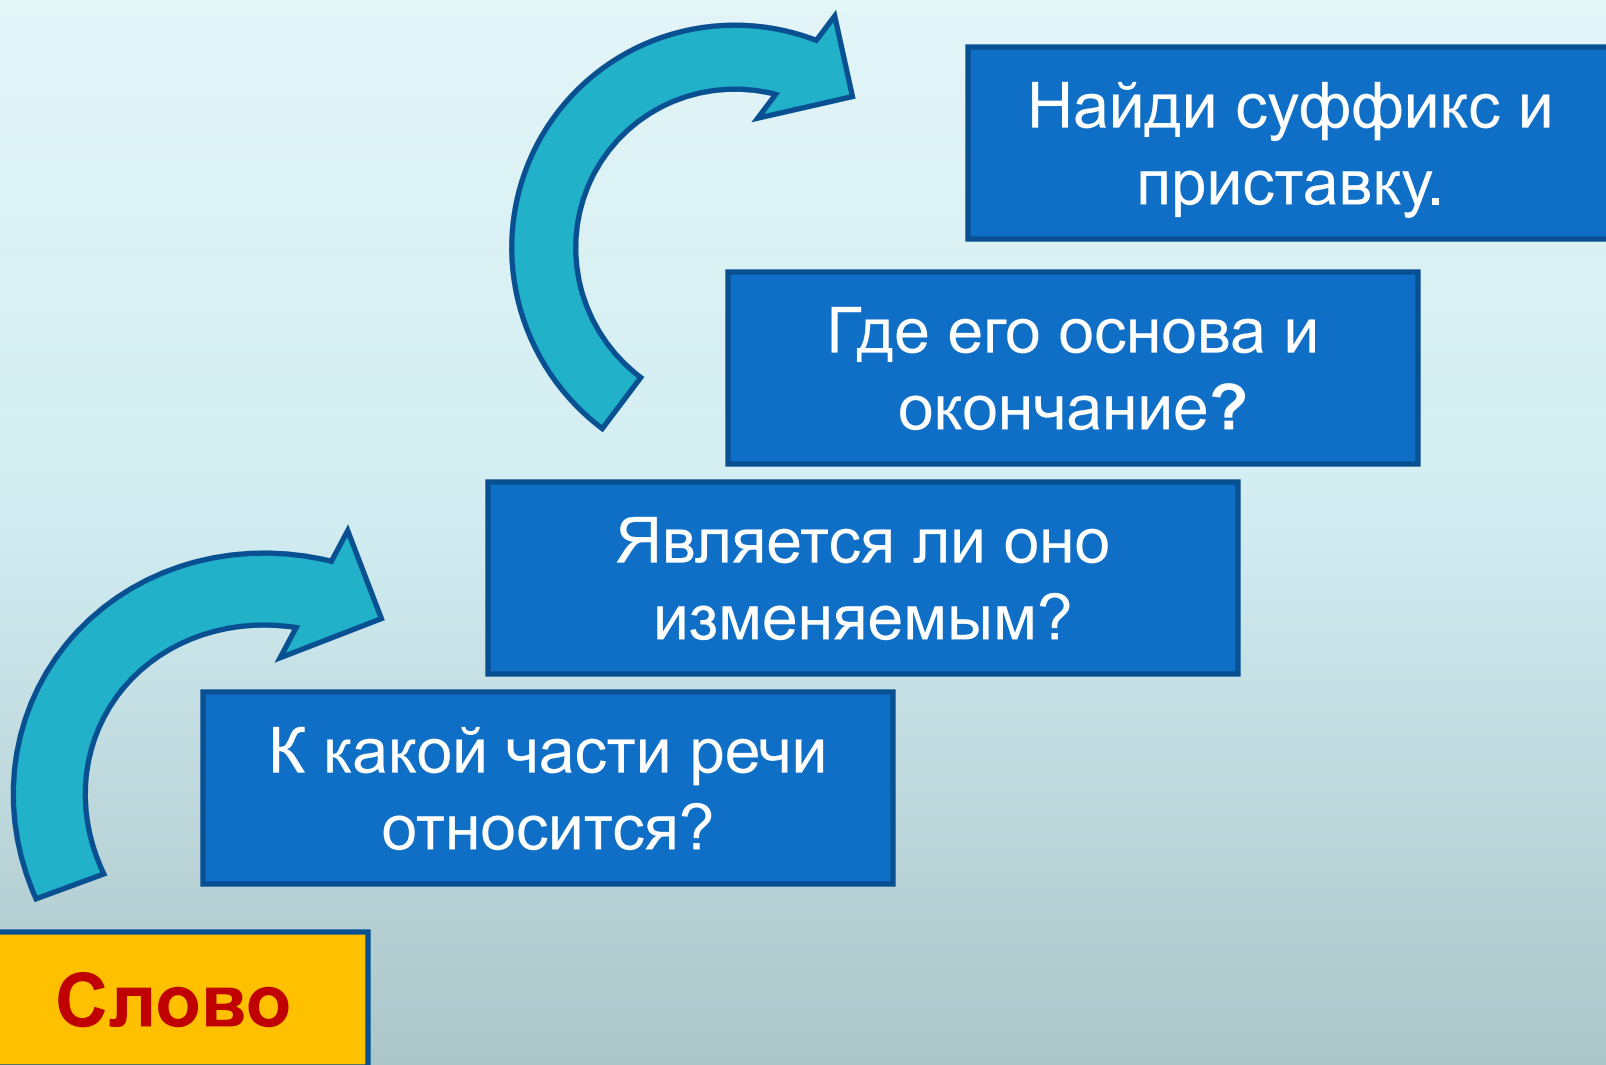 Найди суффикс и
приставку.
Где его основа и
окончание?
Является ли оно
изменяемым?
К какой части речи
относится?
Слово